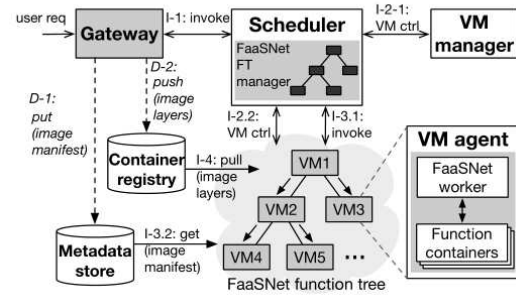 user req
Gateway
I-1: invoke
Scheduler
FaaSNet
FT
manager
I-2-1:
VM ctrl
VM
manager
D-1:
put
(image
manifest)
D-2:
push
(image
layers)
I-2.2:
VM ctrl
I-3.1:
invoke
Container
registry
I-4: pull
(image
layers)
VM1
VM2
VM3
VM4
VM5
...
FaaSNet function tree
Metadata
store
I-3.2: get
(image
manifest)
VM agent
FaaSNet
worker
Function
containers